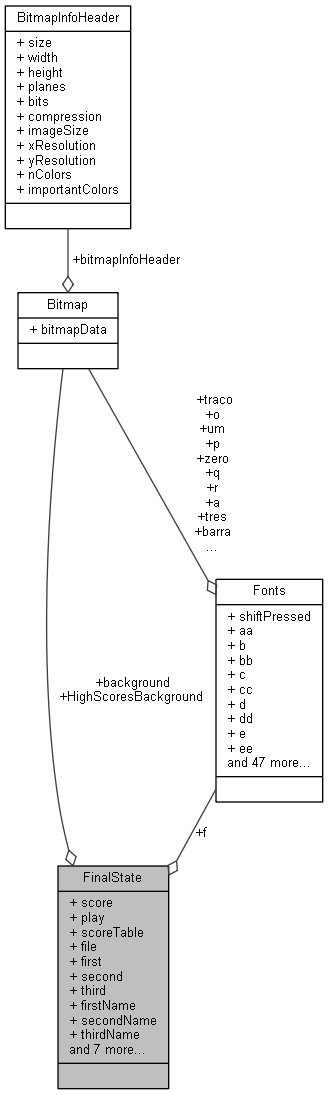 BitmapInfoHeader
+ size
+ width
+ height
+ planes
+ bits
+ compression
+ imageSize
+ xResolution
+ yResolution
+ nColors
+ importantColors
+bitmapInfoHeader
Bitmap
+ bitmapData
+traco
+o
+um
+p
+zero
+q
+r
+a
+tres
+barra
...
Fonts
+ shiftPressed
+ aa
+ b
+ bb
+ c
+ cc
+ d
+ dd
+ e
+ ee
and 47 more...
+background
+HighScoresBackground
+f
FinalState
+ score
+ play
+ scoreTable
+ file
+ first
+ second
+ third
+ firstName
+ secondName
+ thirdName
and 7 more...